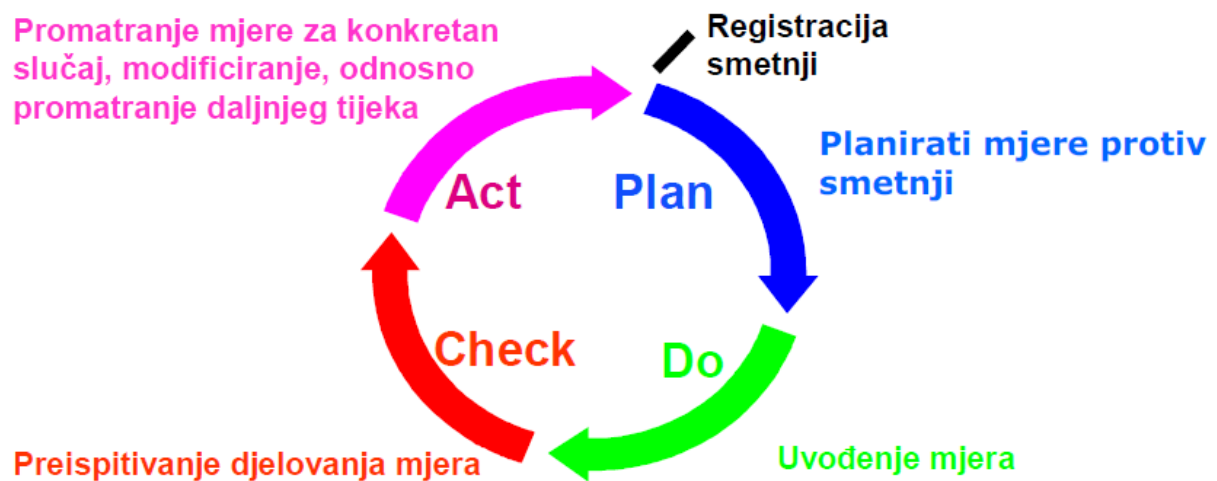 Promatranje mjere za konkretan
slučaj, modificiranje, odnosno
promatranje daljnjeg tijeka
Registracija
smetnji
Planirati mjere protiv
smetnji
Act
Plan
Check
Do
Preispitivanje djelovanja mjera
Uvođenje mjera